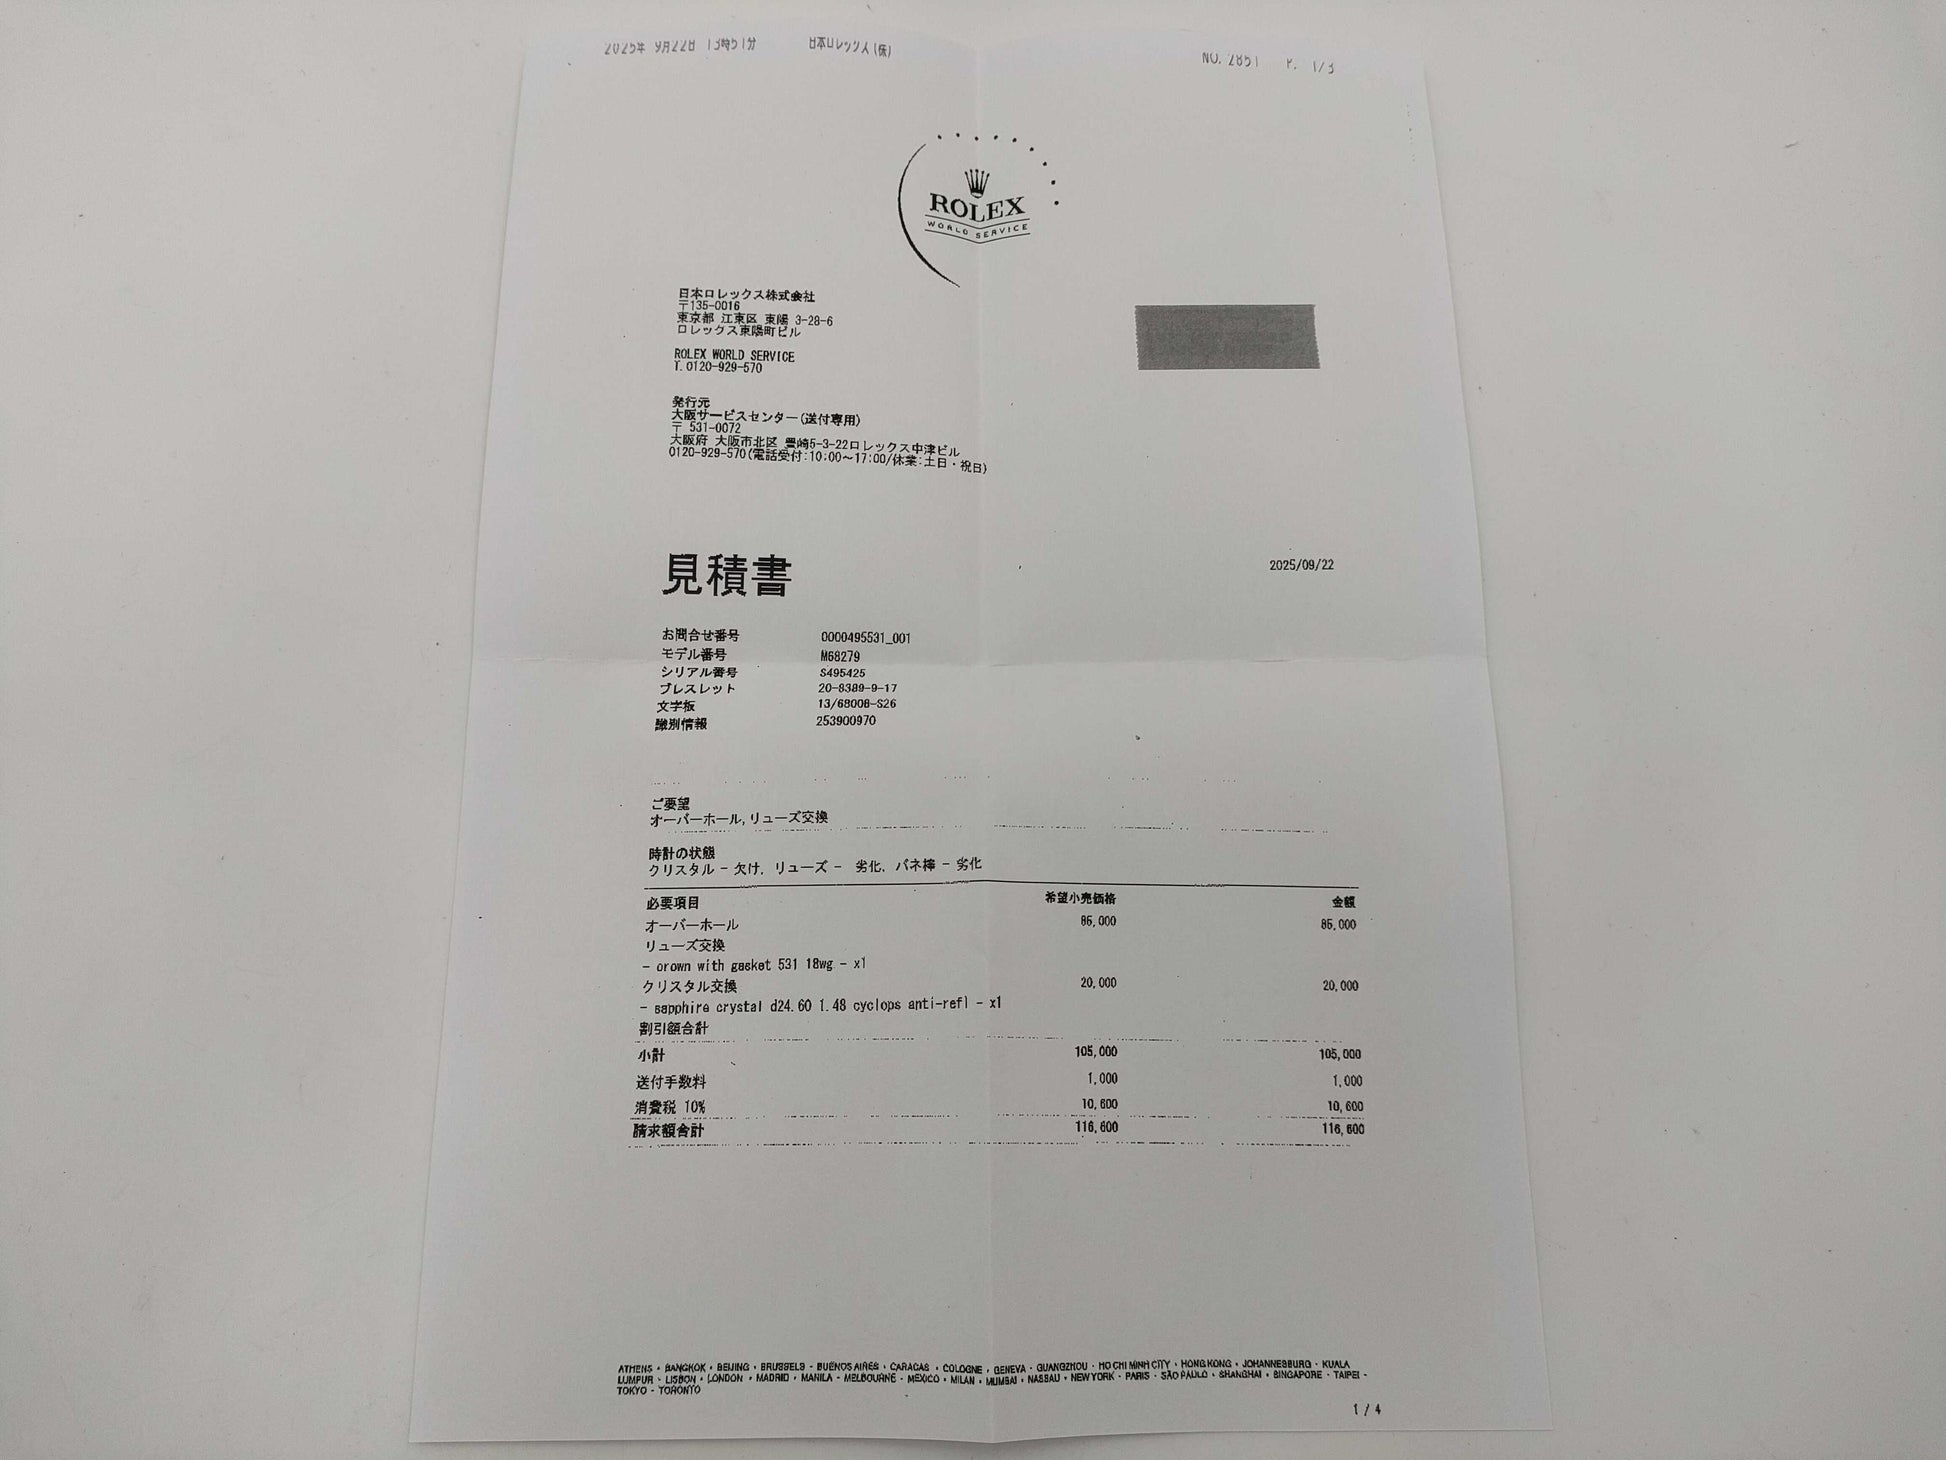 2025年 9月22日 13時51分 日本ロレックス(株) NO. 2851 P. 1/3
ROLEX
WORLD SERVICE
日本ロレックス株式会社
〒135-0016
東京都 江東区 東陽 3-28-6
ロレックス東陽町ビル
ROLEX WORLD SERVICE
T. 0120-929-570
発行元
大阪サービスセンター(送付専用)
〒 531-0072
大阪府 大阪市北区 豊崎5-3-22ロレックス中津ビル
0120-929-570(電話受付:10:00〜17:00/休業:土日・祝日)
見積書
2025/09/22
お問合せ番号 0000495531_001
モデル番号 M68279
シリアル番号 S495425
ブレスレット 20-8389-9-17
文字板 13/68008-S26
識別情報 253900970
ご要望
オーバーホール,リューズ交換
時計の状態
クリスタル - 欠け, リューズ - 劣化, バネ棒 - 劣化
必要項目 希望小売価格 金額
オーバーホール 85,000 85,000
リューズ交換
- crown with gasket 531 18wg - x1
クリスタル交換 20,000 20,000
- sapphire crystal d24.60 1.48 cyclops anti-refl - x1
割引額合計
小計 105,000 105,000
送付手数料 1,000 1,000
消費税 10% 10,600 10,600
請求額合計 116,600 116,600
ATHENS • BANGKOK • BEIJING • BRUSSELS • BUENOS AIRES • CARACAS • COLOGNE • GENEVA • GUANGZHOU • HO CHI MINH CITY • HONG KONG • JOHANNESBURG • KUALA
LUMPUR • LISBON • LONDON • MADRID • MANILA • MELBOURNE • MEXICO • MILAN • MUMBAI • NASSAU • NEW YORK • PARIS • SÃO PAULO • SHANGHAI • SINGAPORE • TAIPEI •
TOKYO • TORONTO
1 / 4